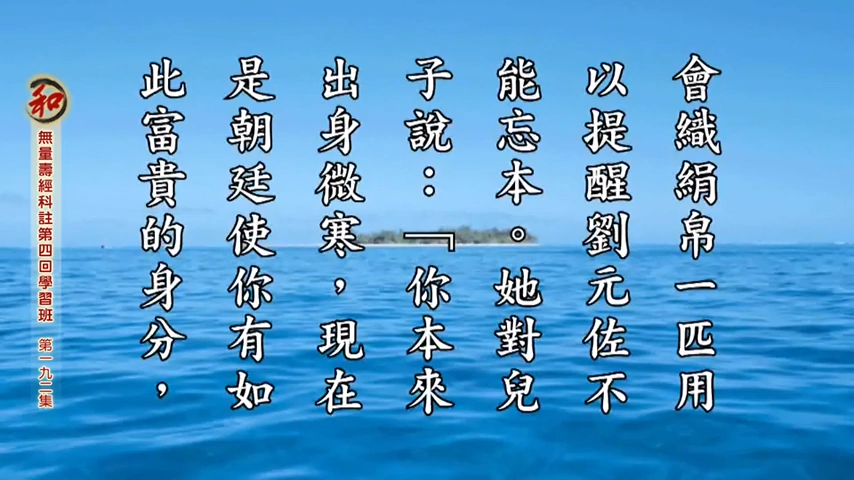 會織絹帛一匹用
以提醒劉元佐不
能忘本。她對兒
子說：「你本來
出身微寒，現在
是朝廷使你有如
此富貴的身分，
和
無量壽經科註第四回學習班 第一九二集